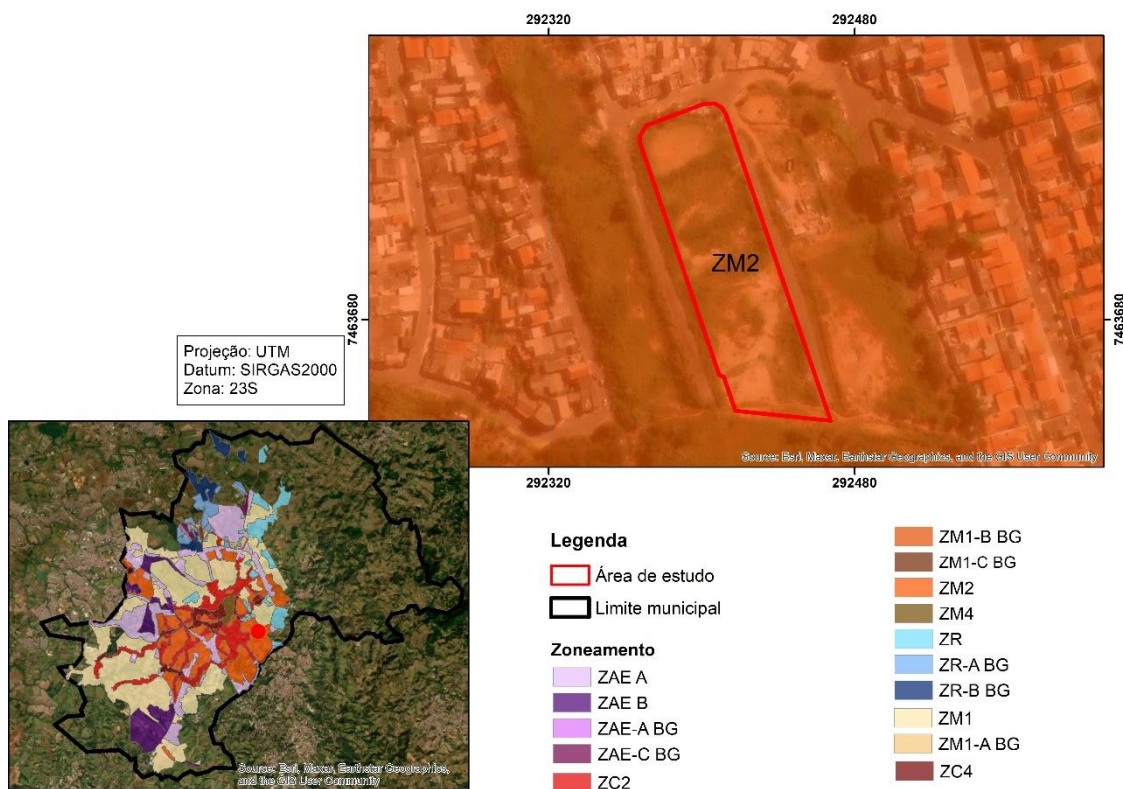 292320
292480
7463680
7463680
ZM2
Source: Esri, Maxar, Earthstar Geographics, and the GIS User Community
292320
292480
Projeção: UTM
Datum: SIRGAS2000
Zona: 23S
Source: Esri, Maxar, Earthstar Geographics,
and the GIS User Community
Legenda
Área de estudo
Limite municipal
Zoneamento
ZAE A
ZAE B
ZAE-A BG
ZAE-C BG
ZC2
ZM1-B BG
ZM1-C BG
ZM2
ZM4
ZR
ZR-A BG
ZR-B BG
ZM1
ZM1-A BG
ZC4